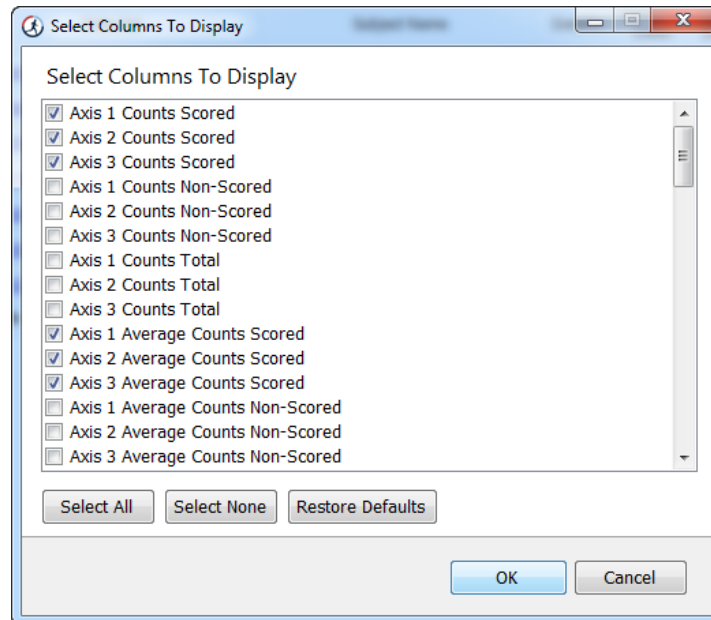 Select Columns To Display
Select Columns To Display
Axis 1 Counts Scored
Axis 2 Counts Scored
Axis 3 Counts Scored
Axis 1 Counts Non-Scored
Axis 2 Counts Non-Scored
Axis 3 Counts Non-Scored
Axis 1 Counts Total
Axis 2 Counts Total
Axis 3 Counts Total
Axis 1 Average Counts Scored
Axis 2 Average Counts Scored
Axis 3 Average Counts Scored
Axis 1 Average Counts Non-Scored
Axis 2 Average Counts Non-Scored
Axis 3 Average Counts Non-Scored
Select All Select None Restore Defaults
OK Cancel